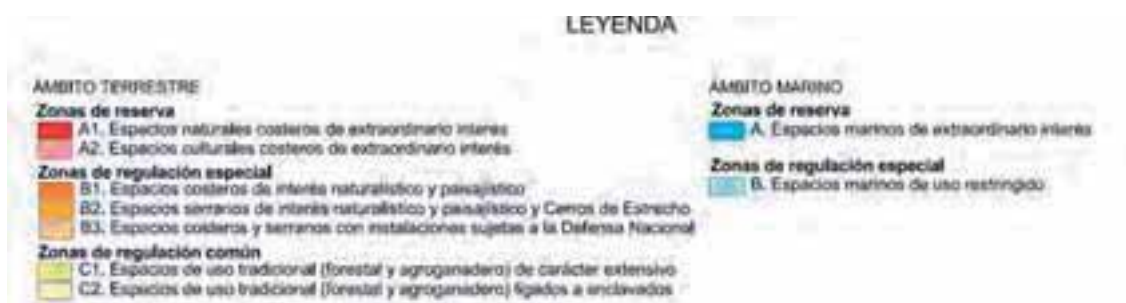 LEYENDA
ÁMBITO TERRESTRE
Zonas de reserva
A1. Espacios naturales costeros de extraordinario interés
A2. Espacios culturales costeros de extraordinario interés
Zonas de regulación especial
B1. Espacios costeros de interés naturalístico y paisajístico
B2. Espacios serranos de interés naturalístico y paisajístico y Cerros de Estrecho
B3. Espacios costeros y serranos con instalaciones sujetas a la Defensa Nacional
Zonas de regulación común
C1. Espacios de uso tradicional (forestal y agroganadero) de carácter extensivo
C2. Espacios de uso tradicional (forestal y agroganadero) ligados a enclavados
ÁMBITO MARINO
Zonas de reserva
A. Espacios marinos de extraordinario interés
Zonas de regulación especial
B. Espacios marinos de uso restringido